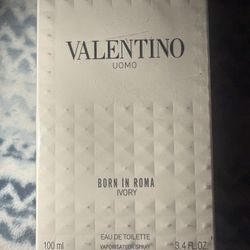 VALENTINO
UOMO
BORN IN ROMA
IVORY
EAU DE TOILETTE
100 ml VAPORISATEUR/SPRAY 3.4 FL.OZ